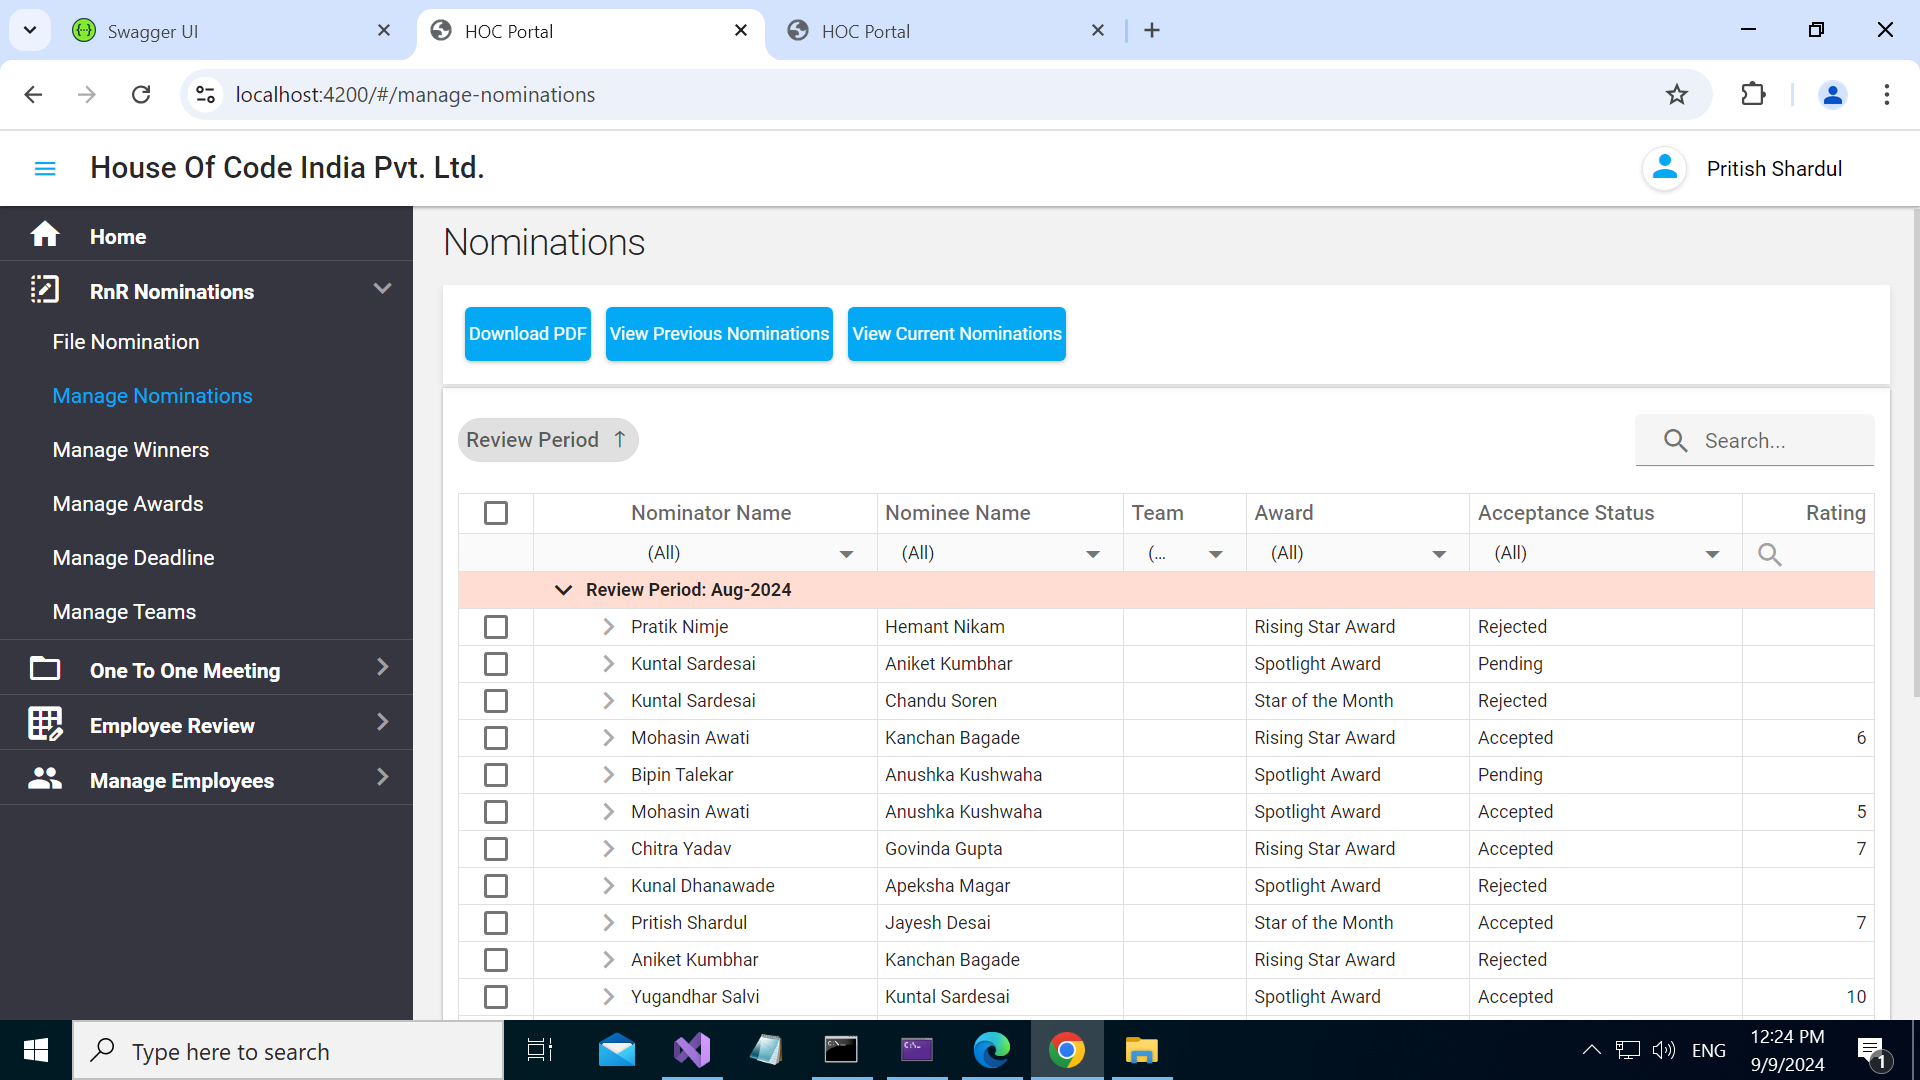 Swagger UI
HOC Portal
HOC Portal
localhost:4200/#/manage-nominations
House Of Code India Pvt. Ltd.
Pritish Shardul
Home
RnR Nominations
File Nomination
Manage Nominations
Manage Winners
Manage Awards
Manage Deadline
Manage Teams
One To One Meeting
Employee Review
Manage Employees
Nominations
Download PDF View Previous Nominations View Current Nominations
Review Period ↑
Search...
Nominator Name Nominee Name Team Award Acceptance Status Rating
(All) (All) (... (All) (All)
Review Period: Aug-2024
Pratik Nimje Hemant Nikam Rising Star Award Rejected
Kuntal Sardesai Aniket Kumbhar Spotlight Award Pending
Kuntal Sardesai Chandu Soren Star of the Month Rejected
Mohasin Awati Kanchan Bagade Rising Star Award Accepted 6
Bipin Talekar Anushka Kushwaha Spotlight Award Pending
Mohasin Awati Anushka Kushwaha Spotlight Award Accepted 5
Chitra Yadav Govinda Gupta Rising Star Award Accepted 7
Kunal Dhanawade Apeksha Magar Spotlight Award Rejected
Pritish Shardul Jayesh Desai Star of the Month Accepted 7
Aniket Kumbhar Kanchan Bagade Rising Star Award Rejected
Yugandhar Salvi Kuntal Sardesai Spotlight Award Accepted 10
Type here to search
ENG
12:24 PM
9/9/2024
1